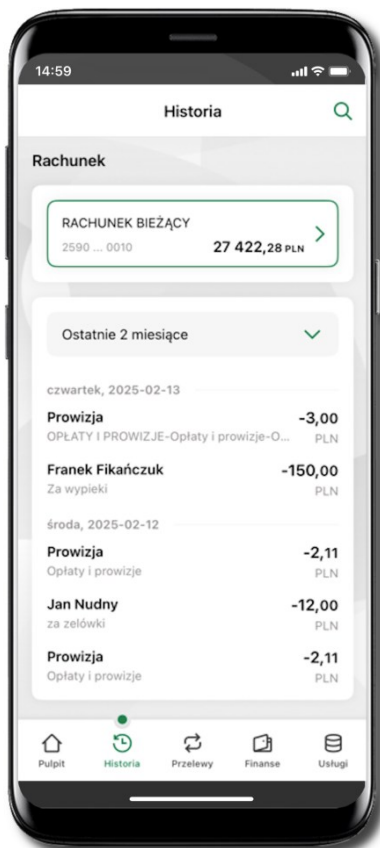 14:59
Historia
Rachunek
RACHUNEK BIEŻĄCY
2590 ... 0010 27 422,28 PLN
Ostatnie 2 miesiące
czwartek, 2025-02-13
Prowizja -3,00
OPŁATY I PROWIZJE-Opłaty i prowizje-O... PLN
Franek Fikańczuk -150,00
Za wypieki PLN
środa, 2025-02-12
Prowizja -2,11
Opłaty i prowizje PLN
Jan Nudny -12,00
za zelówki PLN
Prowizja -2,11
Opłaty i prowizje PLN
Pulpit Historia Przelewy Finanse Usługi